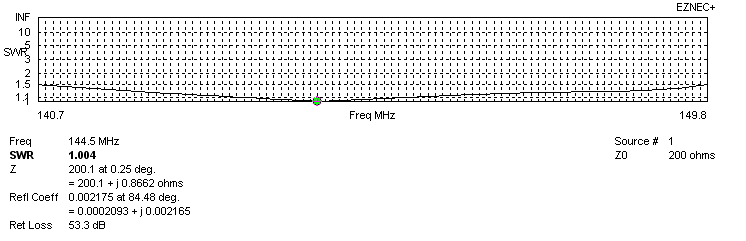 EZNEC+
INF
10
5
SWR
3
2
1.5
1.1
1
140.7 Freq MHz 149.8
Freq 144.5 MHz Source # 1
SWR 1.004 Z0 200 ohms
Z 200.1 at 0.25 deg.
= 200.1 + j 0.8662 ohms
Refl Coeff 0.002175 at 84.48 deg.
= 0.0002093 + j 0.002165
Ret Loss 53.3 dB